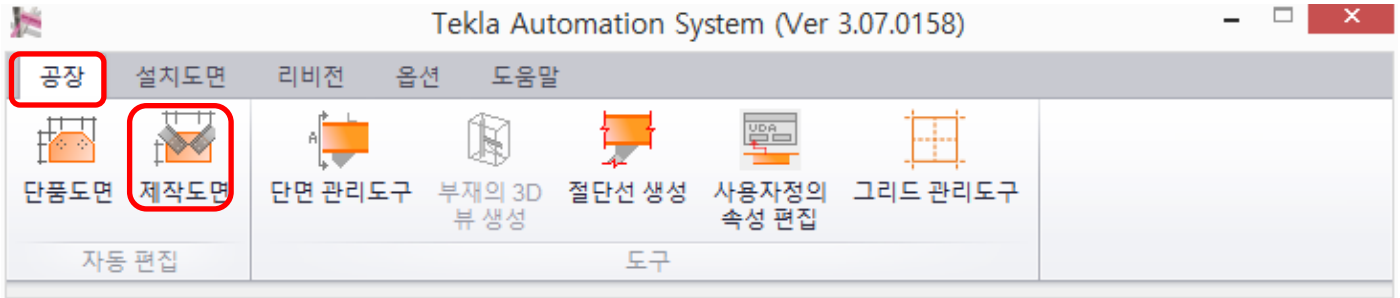 Tekla Automation System (Ver 3.07.0158)
공장 설치도면 리비전 옵션 도움말
단품도면 제작도면 단면 관리도구 부재의 3D 뷰 생성 절단선 생성 사용자정의 속성 편집 그리드 관리도구
자동 편집 도구
A
UDA